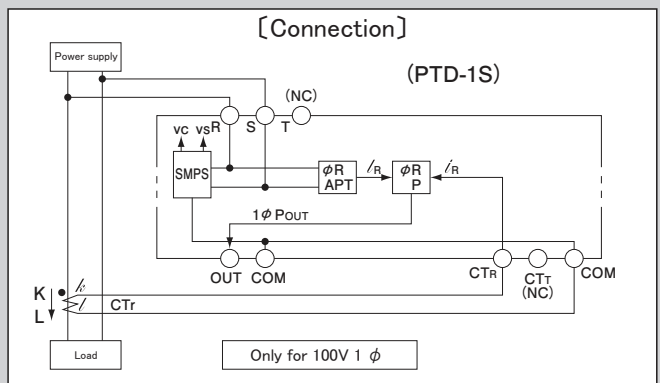 〔Connection〕
Power supply
(PTD-1S)
(NC)
VC VS R S T
SMPS
φR
APT
lR
φR
P
iR
1φ POUT
OUT COM
CTR
CTT
(NC)
COM
K
k
L
l
CTr
Load
Only for 100V 1 φ